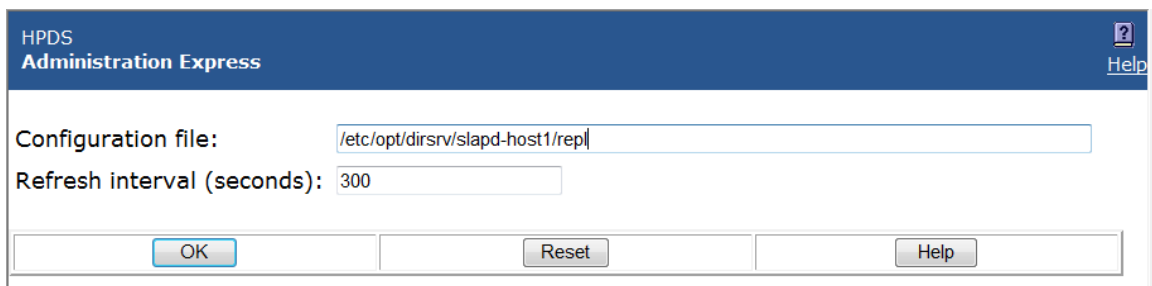 HPDS
Administration Express
?
Help
Configuration file: /etc/opt/dirsrv/slapd-host1/repl
Refresh interval (seconds): 300
OK Reset Help